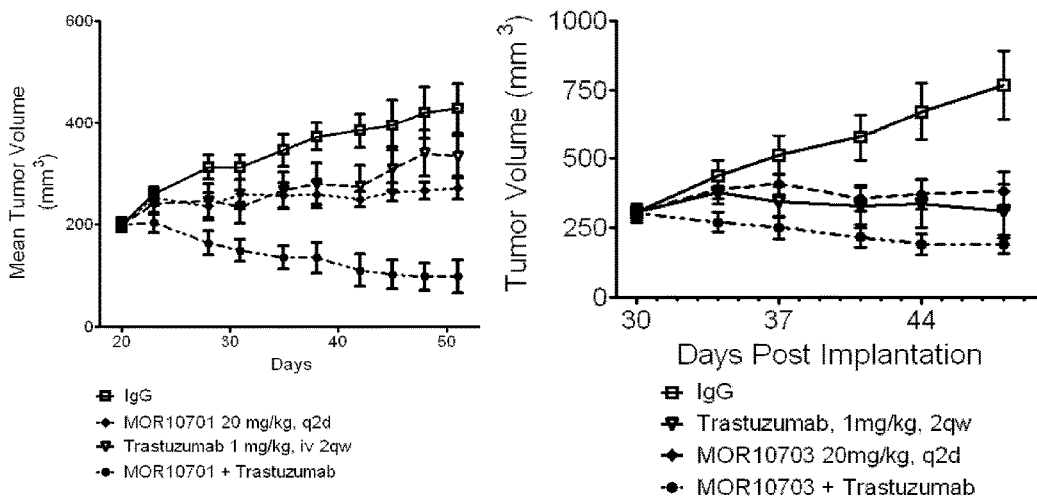 600
400
200
0
Mean Tumor Volume
(mm3)
20 30 40 50
Days
IgG
MOR10701 20 mg/kg, q2d
Trastuzumab 1 mg/kg, iv 2qw
MOR10701 + Trastuzumab
1000
750
500
250
0
Tumor Volume (mm3)
30 37 44
Days Post Implantation
IgG
Trastuzumab, 1mg/kg, 2qw
MOR10703 20mg/kg, q2d
MOR10703 + Trastuzumab